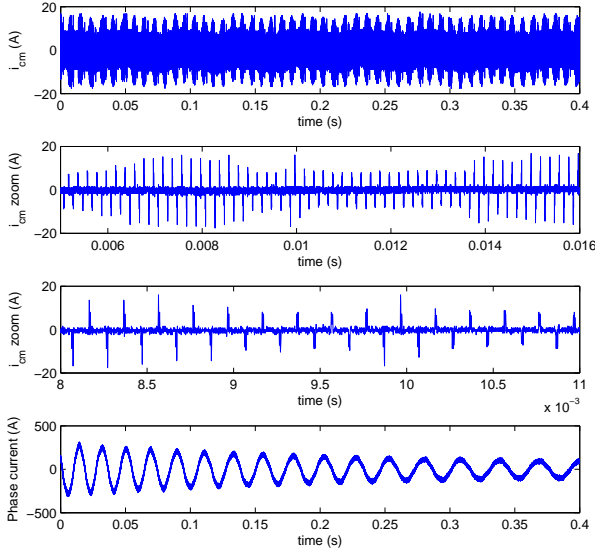 20
0
−20
i_cm (A)
0 0.05 0.1 0.15 0.2 0.25 0.3 0.35 0.4
time (s)
20
0
−20
i_cm zoom (A)
0.006 0.008 0.01 0.012 0.014 0.016
time (s)
20
0
−20
i_cm zoom (A)
8 8.5 9 9.5 10 10.5 11
time (s)
x 10^−3
500
0
−500
Phase current (A)
0 0.05 0.1 0.15 0.2 0.25 0.3 0.35 0.4
time (s)